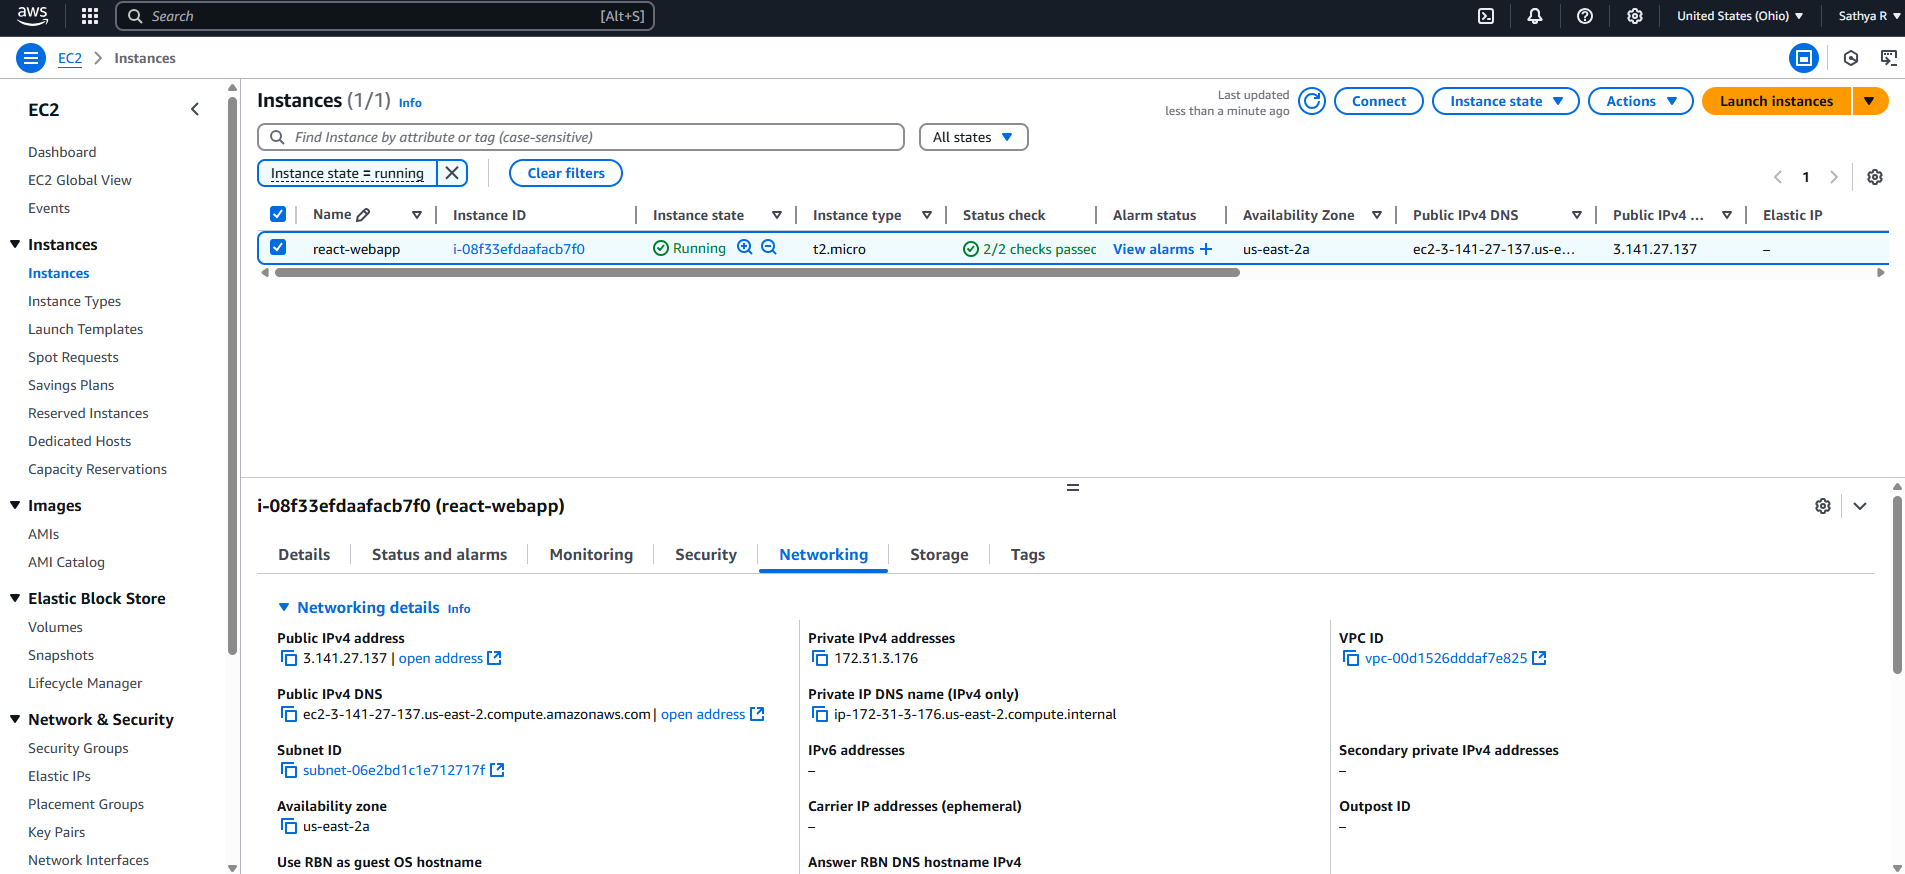 aws
Search [Alt+S]
United States (Ohio)
Sathya R
EC2 Instances
EC2
Dashboard
EC2 Global View
Events
Instances
Instances
Instance Types
Launch Templates
Spot Requests
Savings Plans
Reserved Instances
Dedicated Hosts
Capacity Reservations
Images
AMIs
AMI Catalog
Elastic Block Store
Volumes
Snapshots
Lifecycle Manager
Network & Security
Security Groups
Elastic IPs
Placement Groups
Key Pairs
Network Interfaces
Instances (1/1) Info
Last updated
less than a minute ago
Connect
Instance state
Actions
Launch instances
Find Instance by attribute or tag (case-sensitive)
All states
Instance state = running
Clear filters
1
Name Instance ID Instance state Instance type Status check Alarm status Availability Zone Public IPv4 DNS Public IPv4 ... Elastic IP
react-webapp i-08f33efdaafacb7f0 Running t2.micro 2/2 checks passec View alarms + us-east-2a ec2-3-141-27-137.us-e... 3.141.27.137 –
i-08f33efdaafacb7f0 (react-webapp)
Details Status and alarms Monitoring Security Networking Storage Tags
Networking details Info
Public IPv4 address
3.141.27.137 | open address
Private IPv4 addresses
172.31.3.176
VPC ID
vpc-00d1526dddaf7e825
Public IPv4 DNS
ec2-3-141-27-137.us-east-2.compute.amazonaws.com | open address
Private IP DNS name (IPv4 only)
ip-172-31-3-176.us-east-2.compute.internal
Subnet ID
subnet-06e2bd1c1e712717f
IPv6 addresses
–
Secondary private IPv4 addresses
–
Availability zone
us-east-2a
Carrier IP addresses (ephemeral)
–
Outpost ID
–
Use RBN as guest OS hostname
Answer RBN DNS hostname IPv4